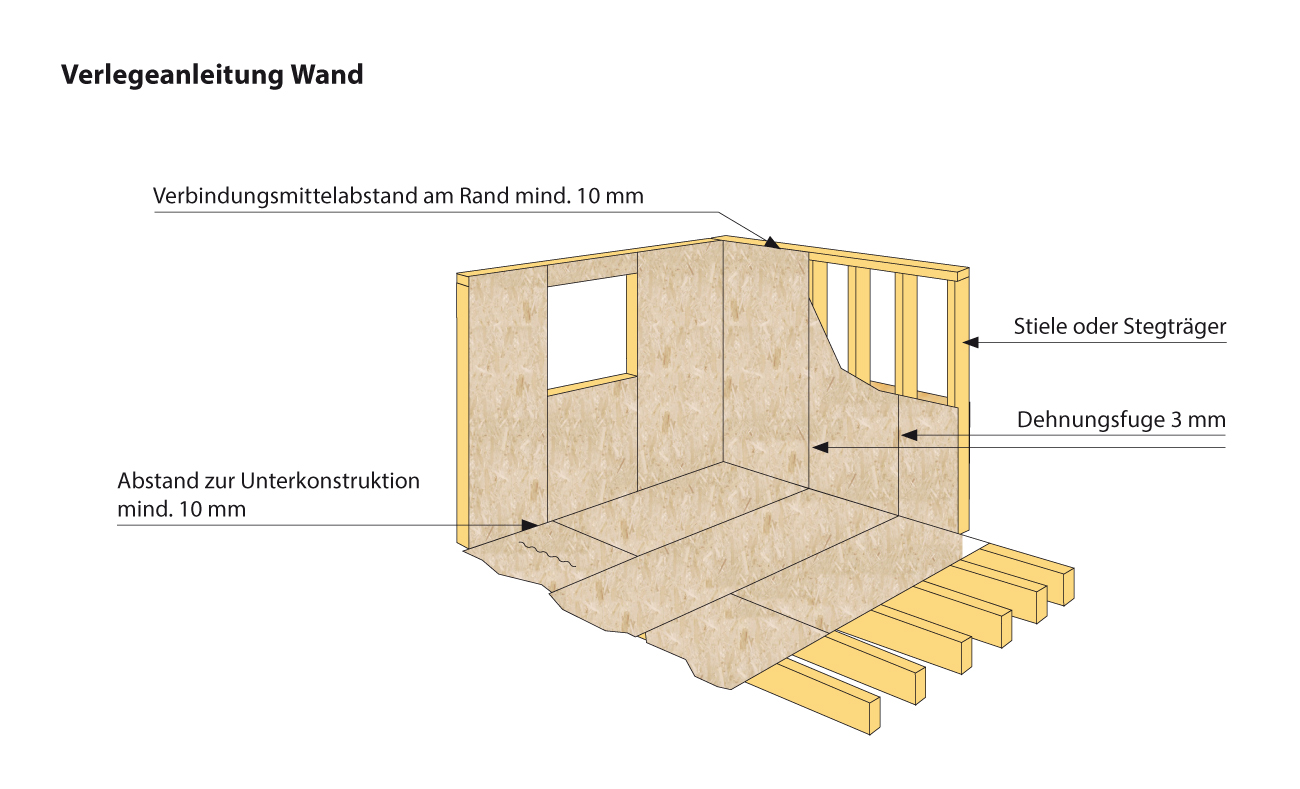 Verlegeanleitung Wand
Verbindungsmittelabstand am Rand mind. 10 mm
Stiele oder Stegträger
Dehnungsfuge 3 mm
Abstand zur Unterkonstruktion
mind. 10 mm